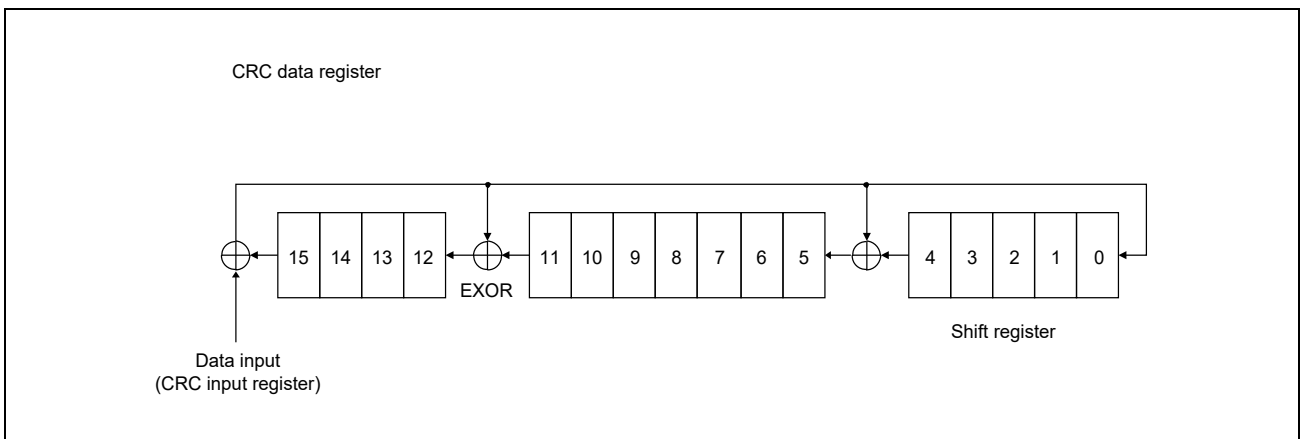 CRC data register
15 14 13 12
11 10 9 8 7 6 5
4 3 2 1 0
EXOR
Shift register
Data input
(CRC input register)